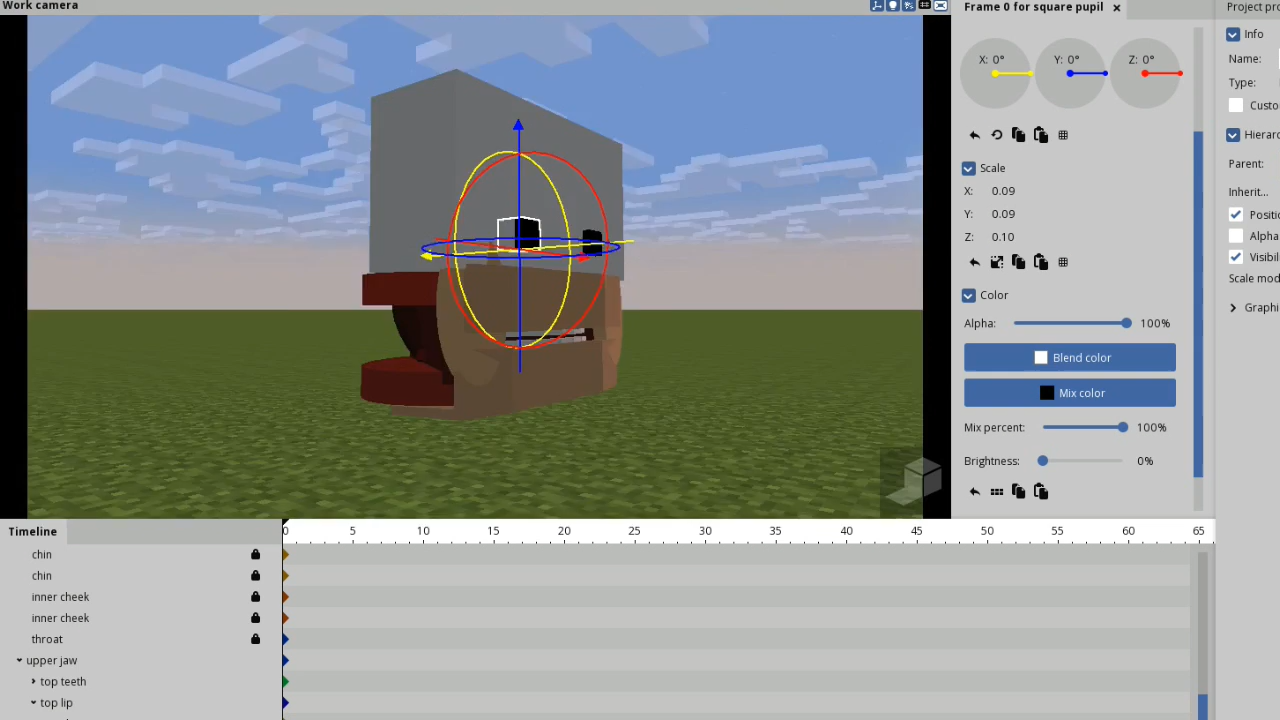 Work camera
Frame 0 for square pupil
Project pro
X: 0°
Y: 0°
Z: 0°
Info
Name:
Type:
Custo
Scale
Hierarc
X: 0.09
Parent:
Y: 0.09
Inherit...
Z: 0.10
Positio
Alpha
Visibil
Scale mod
Color
Graphi
Alpha:
100%
Blend color
Mix color
Mix percent:
100%
Brightness:
0%
Timeline
0 5 10 15 20 25 30 35 40 45 50 55 60 65
chin
chin
inner cheek
inner cheek
throat
upper jaw
top teeth
top lip